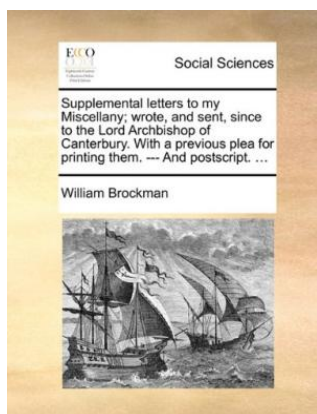 ECCO
Social Sciences
Supplemental letters to my
Miscellany; wrote, and sent, since
to the Lord Archbishop of
Canterbury. With a previous plea for
printing them. --- And postscript. ...
William Brockman